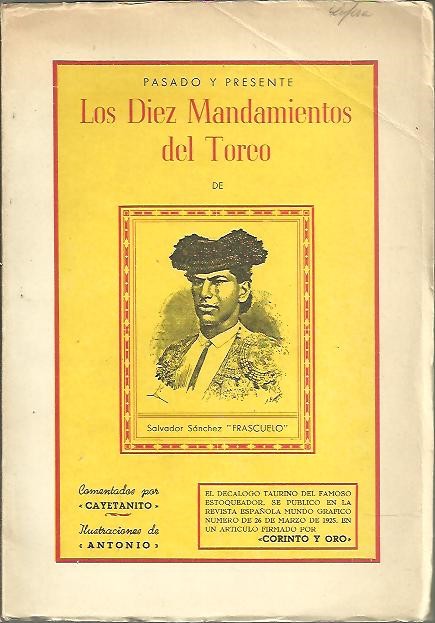 PASADO Y PRESENTE
Los Diez Mandamientos
del Toreo
DE
Salvador Sánchez "FRASCUELO"
Comentados por
«CAYETANITO»
Ilustraciones de
«ANTONIO»
EL DECALOGO TAURINO DEL FAMOSO
ESTOQUEADOR, SE PUBLICO EN LA
REVISTA ESPAÑOLA MUNDO GRAFICO
NUMERO DE 26 DE MARZO DE 1925, EN
UN ARTICULO FIRMADO POR
«CORINTO Y ORO»